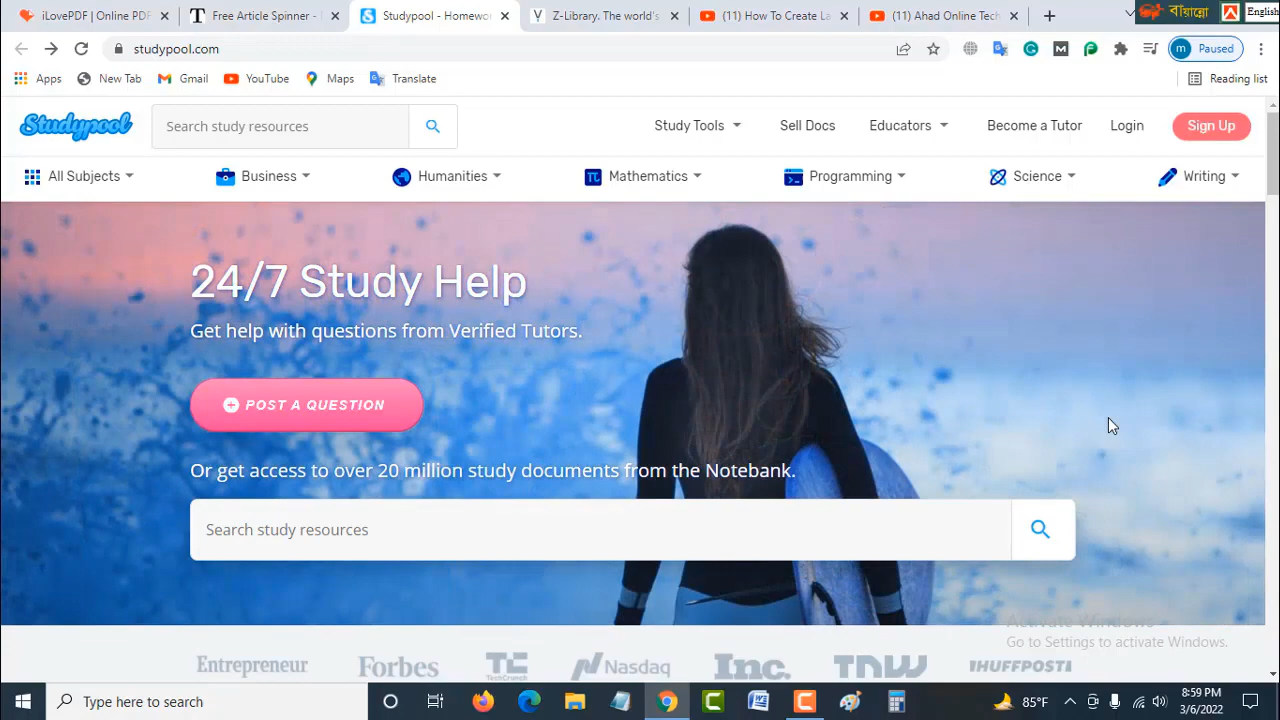 iLovePDF | Online PDF
Free Article Spinner -
Studypool - Homewo
Z-Library. The world's
(11) How To Create La
English
studypool.com
m Paused
Apps New Tab Gmail YouTube Maps Translate Reading list
Studypool Search study resources Study Tools Sell Docs Educators Become a Tutor Login Sign Up
All Subjects Business Humanities Mathematics Programming Science Writing
24/7 Study Help
Get help with questions from Verified Tutors.
POST A QUESTION
Or get access to over 20 million study documents from the Notebank.
Search study resources
Activate Windows
Go to Settings to activate Windows.
Entrepreneur Forbes TC TechCrunch Nasdaq Inc. TNW HUFFPOST
Type here to search 85°F 8:59 PM
3/6/2022